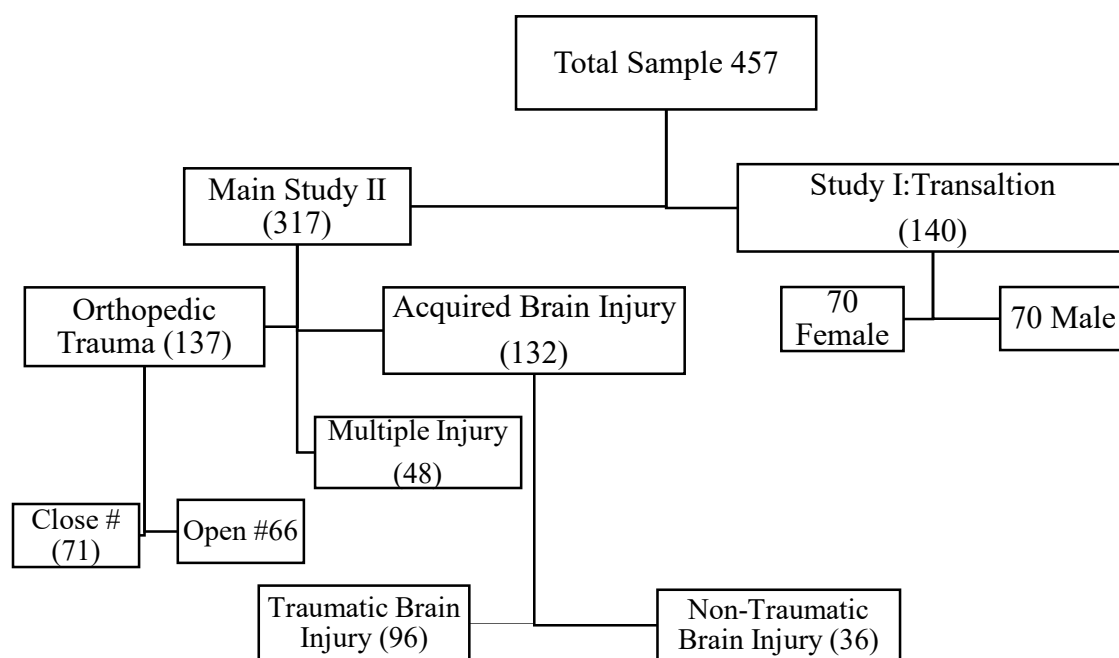 Total Sample 457
Main Study II
(317)
Study I:Transaltion
(140)
Orthopedic
Trauma (137)
Acquired Brain Injury
(132)
70
Female
70 Male
Multiple Injury
(48)
Close #
(71)
Open #66
Traumatic Brain
Injury (96)
Non-Traumatic
Brain Injury (36)